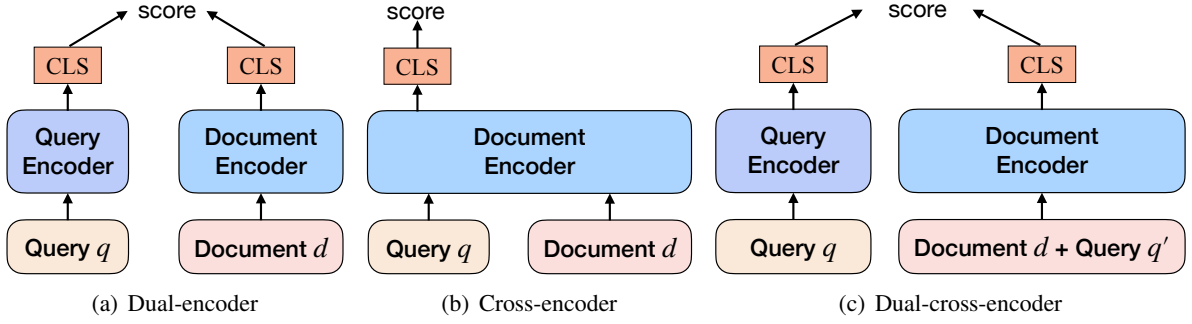 score
CLS
CLS
Query
Encoder
Document
Encoder
Query q
Document d
(a) Dual-encoder
score
CLS
Document
Encoder
Query q
Document d
(b) Cross-encoder
score
CLS
CLS
Query
Encoder
Document
Encoder
Query q
Document d + Query q′
(c) Dual-cross-encoder